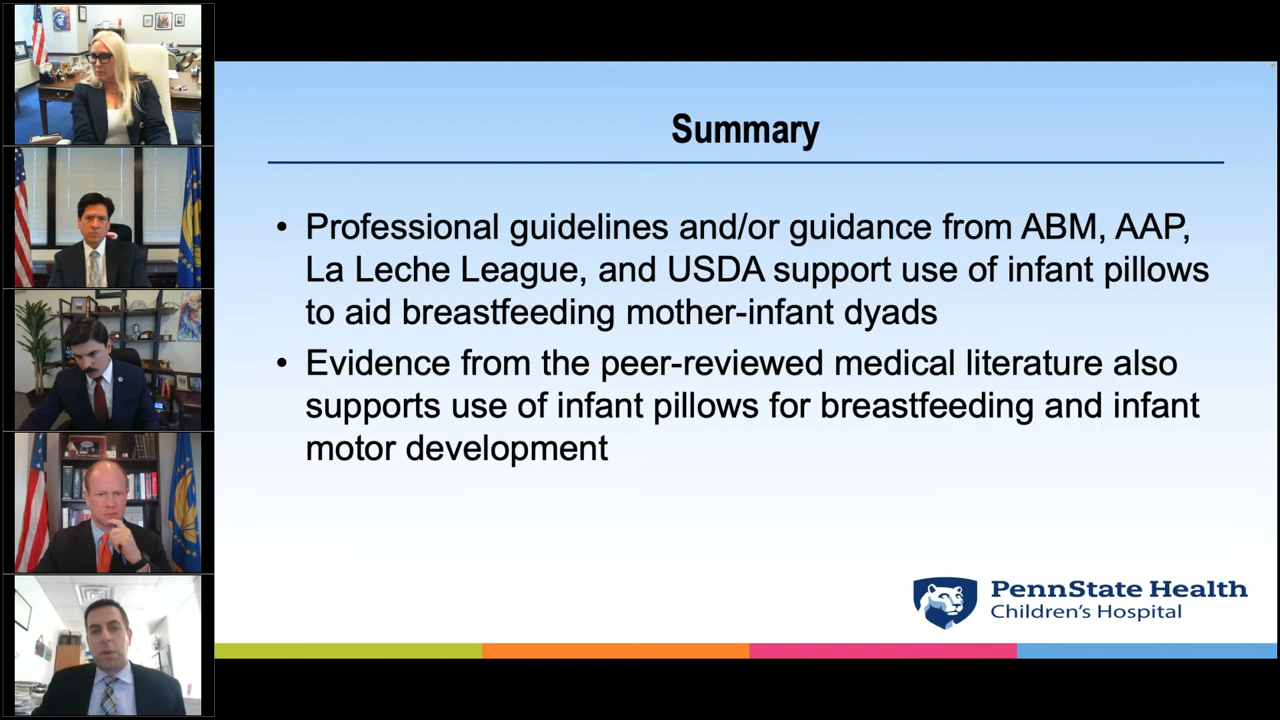 Summary
• Professional guidelines and/or guidance from ABM, AAP,
La Leche League, and USDA support use of infant pillows
to aid breastfeeding mother-infant dyads
• Evidence from the peer-reviewed medical literature also
supports use of infant pillows for breastfeeding and infant
motor development
PennState Health
Children's Hospital